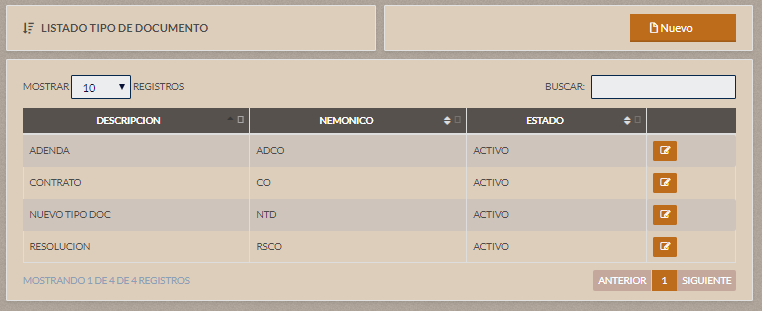 LISTADO TIPO DE DOCUMENTO
Nuevo
MOSTRAR 10 REGISTROS
BUSCAR:
DESCRIPCION NEMONICO ESTADO
ADENDA ADCO ACTIVO
CONTRATO CO ACTIVO
NUEVO TIPO DOC NTD ACTIVO
RESOLUCION RSCO ACTIVO
MOSTRANDO 1 DE 4 DE 4 REGISTROS
ANTERIOR 1 SIGUIENTE